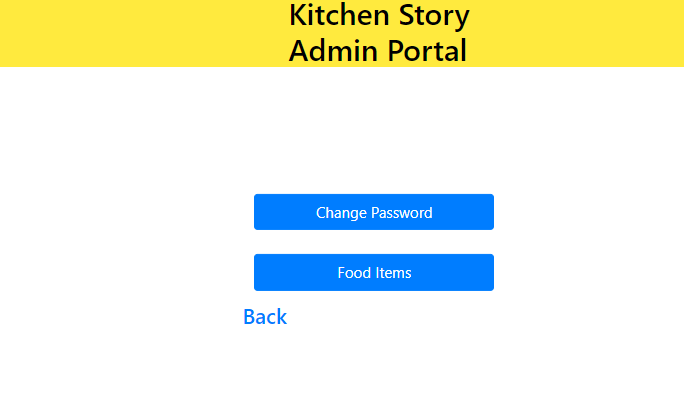 Kitchen Story
Admin Portal
Change Password
Food Items
Back